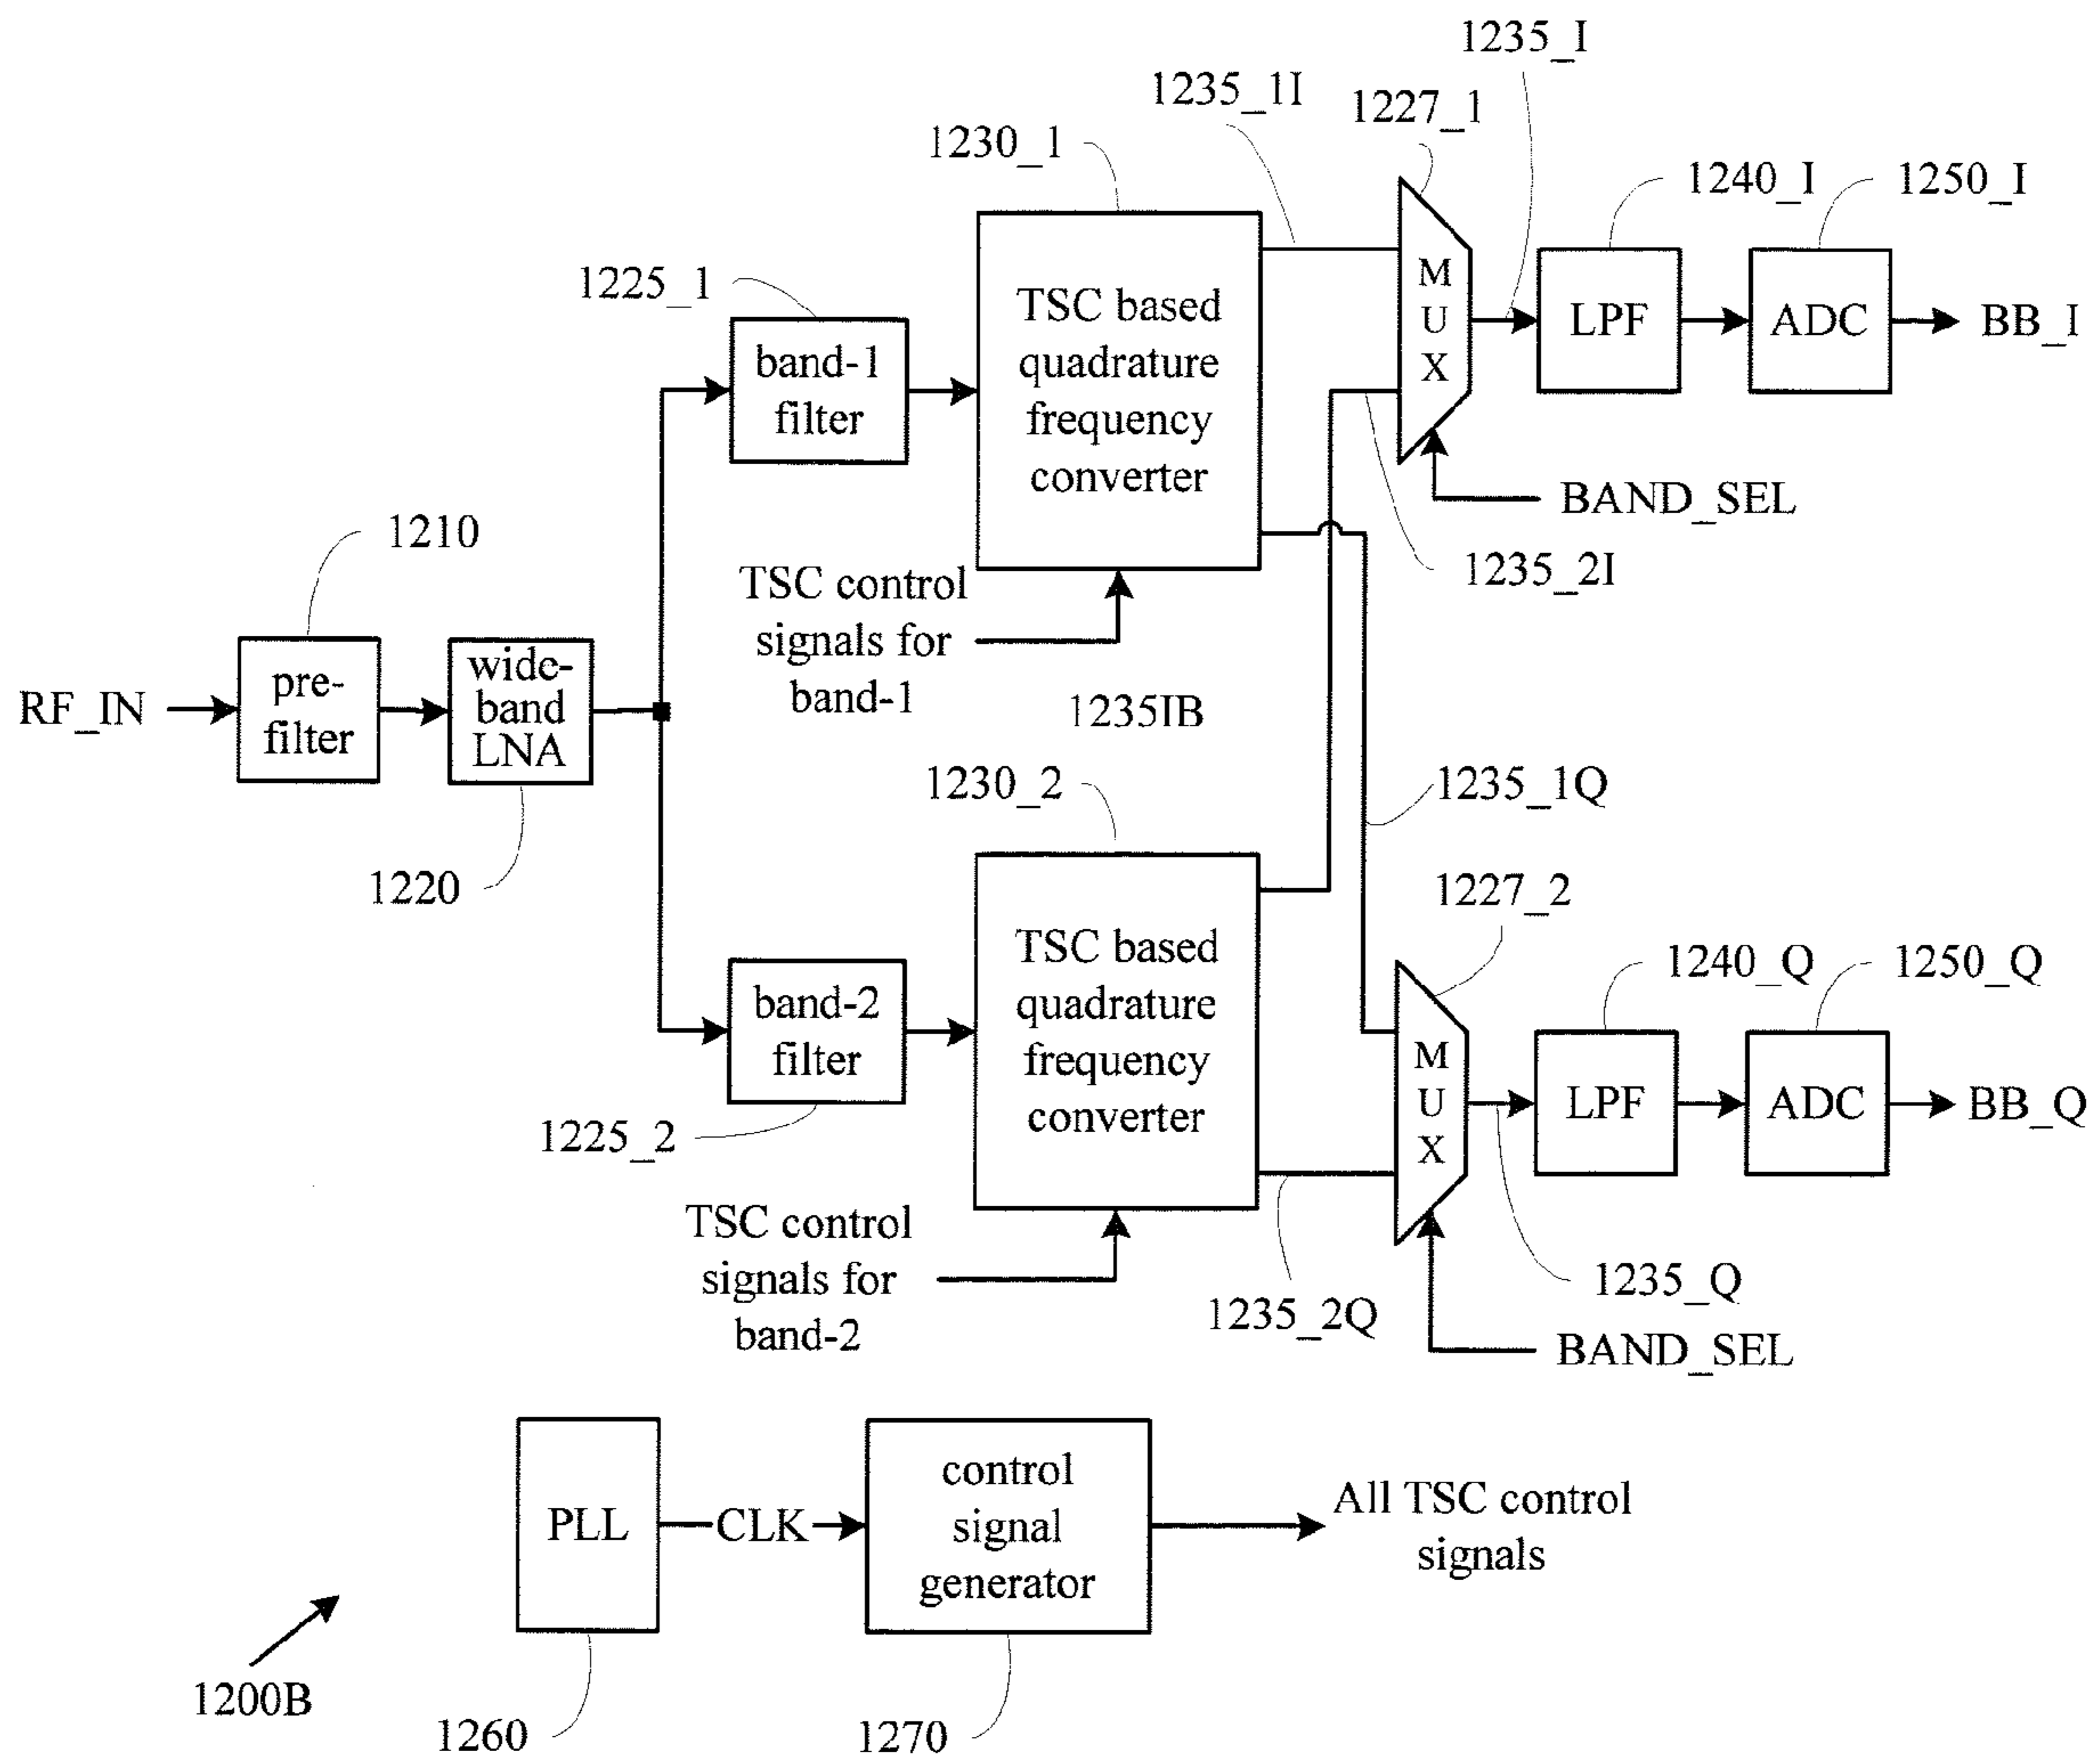 1235_I
1235_1I
1227_1
1230_1
1240_I
1250_I
1225_1
TSC based
quadrature
frequency
converter
M
U
X
LPF
ADC
BB_I
band-1
filter
BAND_SEL
1210
TSC control
signals for
band-1
1235_2I
RF_IN
pre-
filter
wide-
band
LNA
1235IB
1230_2
1235_1Q
1220
1227_2
TSC based
quadrature
frequency
converter
1240_Q
1250_Q
band-2
filter
M
U
X
LPF
ADC
BB_Q
1225_2
TSC control
signals for
band-2
1235_2Q
1235_Q
BAND_SEL
PLL
CLK
control
signal
generator
All TSC control
signals
1200B
1260
1270